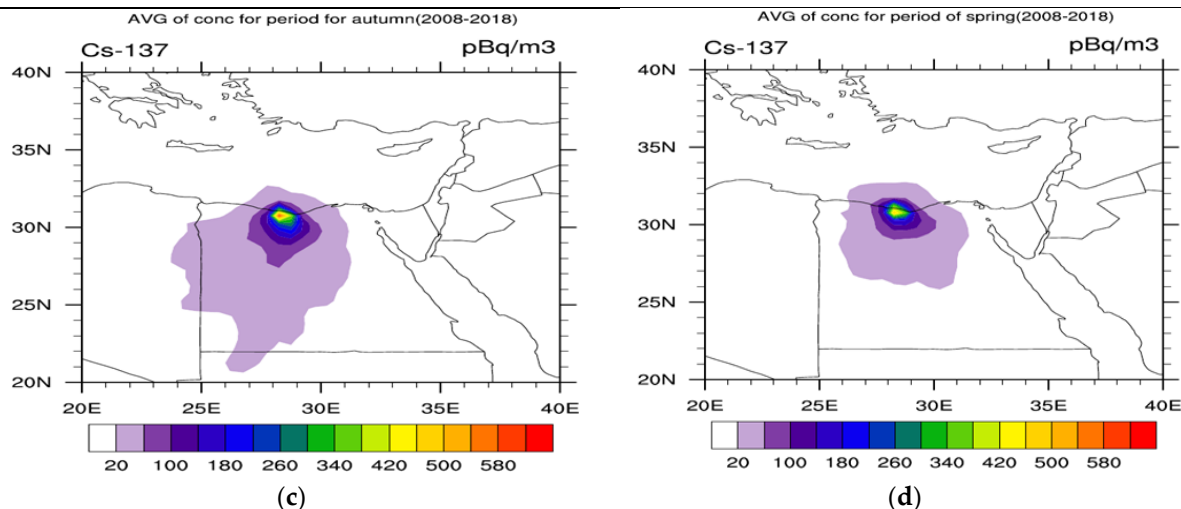 AVG of conc for period for autumn(2008-2018)
Cs-137 pBq/m3
40N
35N
30N
25N
20N
20E 25E 30E 35E 40E
20 100 180 260 340 420 500 580
(c)
AVG of conc for period of spring(2008-2018)
Cs-137 pBq/m3
40N
35N
30N
25N
20N
20E 25E 30E 35E 40E
20 100 180 260 340 420 500 580
(d)